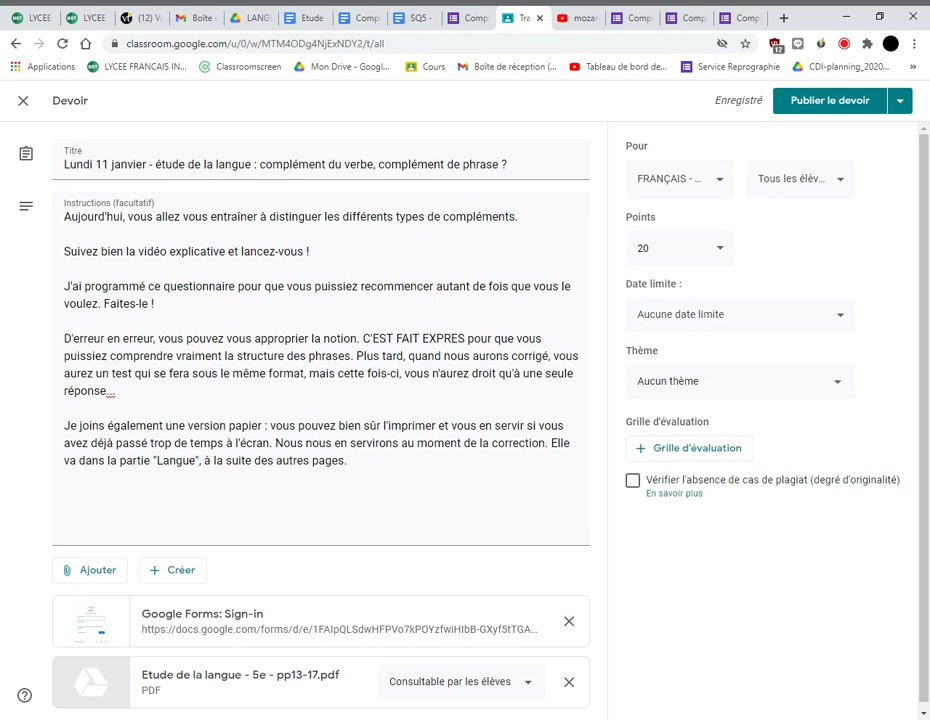 LYCEE
LYCEE
(12) V
Boîte
LANG
Etude
Compl
SQ5 -
Compl
Tra
mozar
Compl
Compl
Compl
classroom.google.com/u/0/w/MTM4ODg4NjExNDY2/t/all
12
Applications
LYCEE FRANCAIS IN...
Classroomscreen
Mon Drive - Googl...
Cours
Boîte de réception (...
Tableau de bord de...
Service Reprographie
CDI-planning_2020...
»
Devoir
Enregistré
Publier le devoir
Titre
Lundi 11 janvier - étude de la langue : complément du verbe, complément de phrase ?
Instructions (facultatif)
Aujourd'hui, vous allez vous entraîner à distinguer les différents types de compléments.
Suivez bien la vidéo explicative et lancez-vous !
J'ai programmé ce questionnaire pour que vous puissiez recommencer autant de fois que vous le
voulez. Faites-le !
D'erreur en erreur, vous pouvez vous approprier la notion. C'EST FAIT EXPRES pour que vous
puissiez comprendre vraiment la structure des phrases. Plus tard, quand nous aurons corrigé, vous
aurez un test qui se fera sous le même format, mais cette fois-ci, vous n'aurez droit qu'à une seule
réponse...
Je joins également une version papier : vous pouvez bien sûr l'imprimer et vous en servir si vous
avez déjà passé trop de temps à l'écran. Nous nous en servirons au moment de la correction. Elle
va dans la partie "Langue", à la suite des autres pages.
Ajouter
Créer
Google Forms: Sign-in
https://docs.google.com/forms/d/e/1FAIpQLSdwHFPVo7kPOYzfwiHIbB-GXyf5tTGA...
Etude de la langue - 5e - pp13-17.pdf
PDF
Consultable par les élèves
Pour
FRANÇAIS - ...
Tous les élèv...
Points
20
Date limite :
Aucune date limite
Thème
Aucun thème
Grille d'évaluation
Grille d'évaluation
Vérifier l'absence de cas de plagiat (degré d'originalité)
En savoir plus